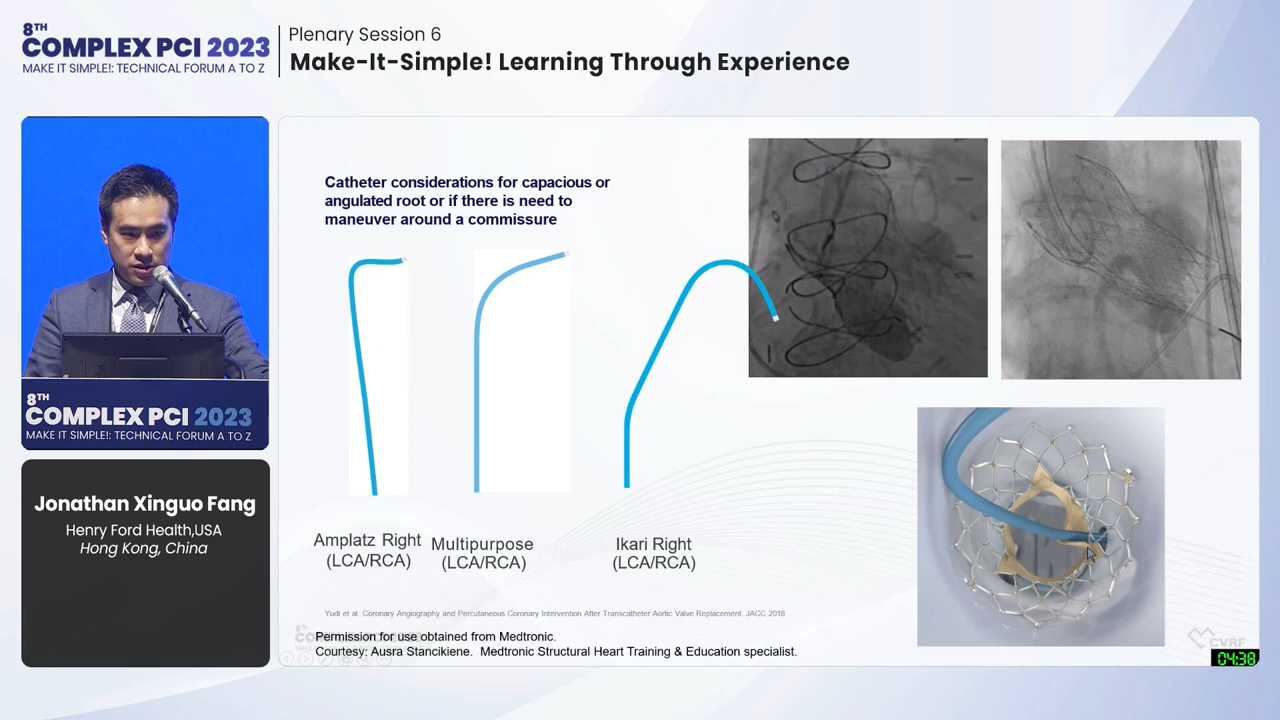 8TH
COMPLEX PCI 2023
MAKE IT SIMPLE!: TECHNICAL FORUM A TO Z
Plenary Session 6
Make-It-Simple! Learning Through Experience
8TH
COMPLEX PCI 2023
MAKE IT SIMPLE!: TECHNICAL FORUM A TO Z
Jonathan Xinguo Fang
Henry Ford Health,USA
Hong Kong, China
Catheter considerations for capacious or
angulated root or if there is need to
maneuver around a commissure
Amplatz Right
(LCA/RCA)
Multipurpose
(LCA/RCA)
Ikari Right
(LCA/RCA)
Yudi et al. Coronary Angiography and Percutaneous Coronary Intervention After Transcatheter Aortic Valve Replacement. JACC 2018
Permission for use obtained from Medtronic.
Courtesy: Ausra Stancikiene. Medtronic Structural Heart Training & Education specialist.
CVRF
04:38